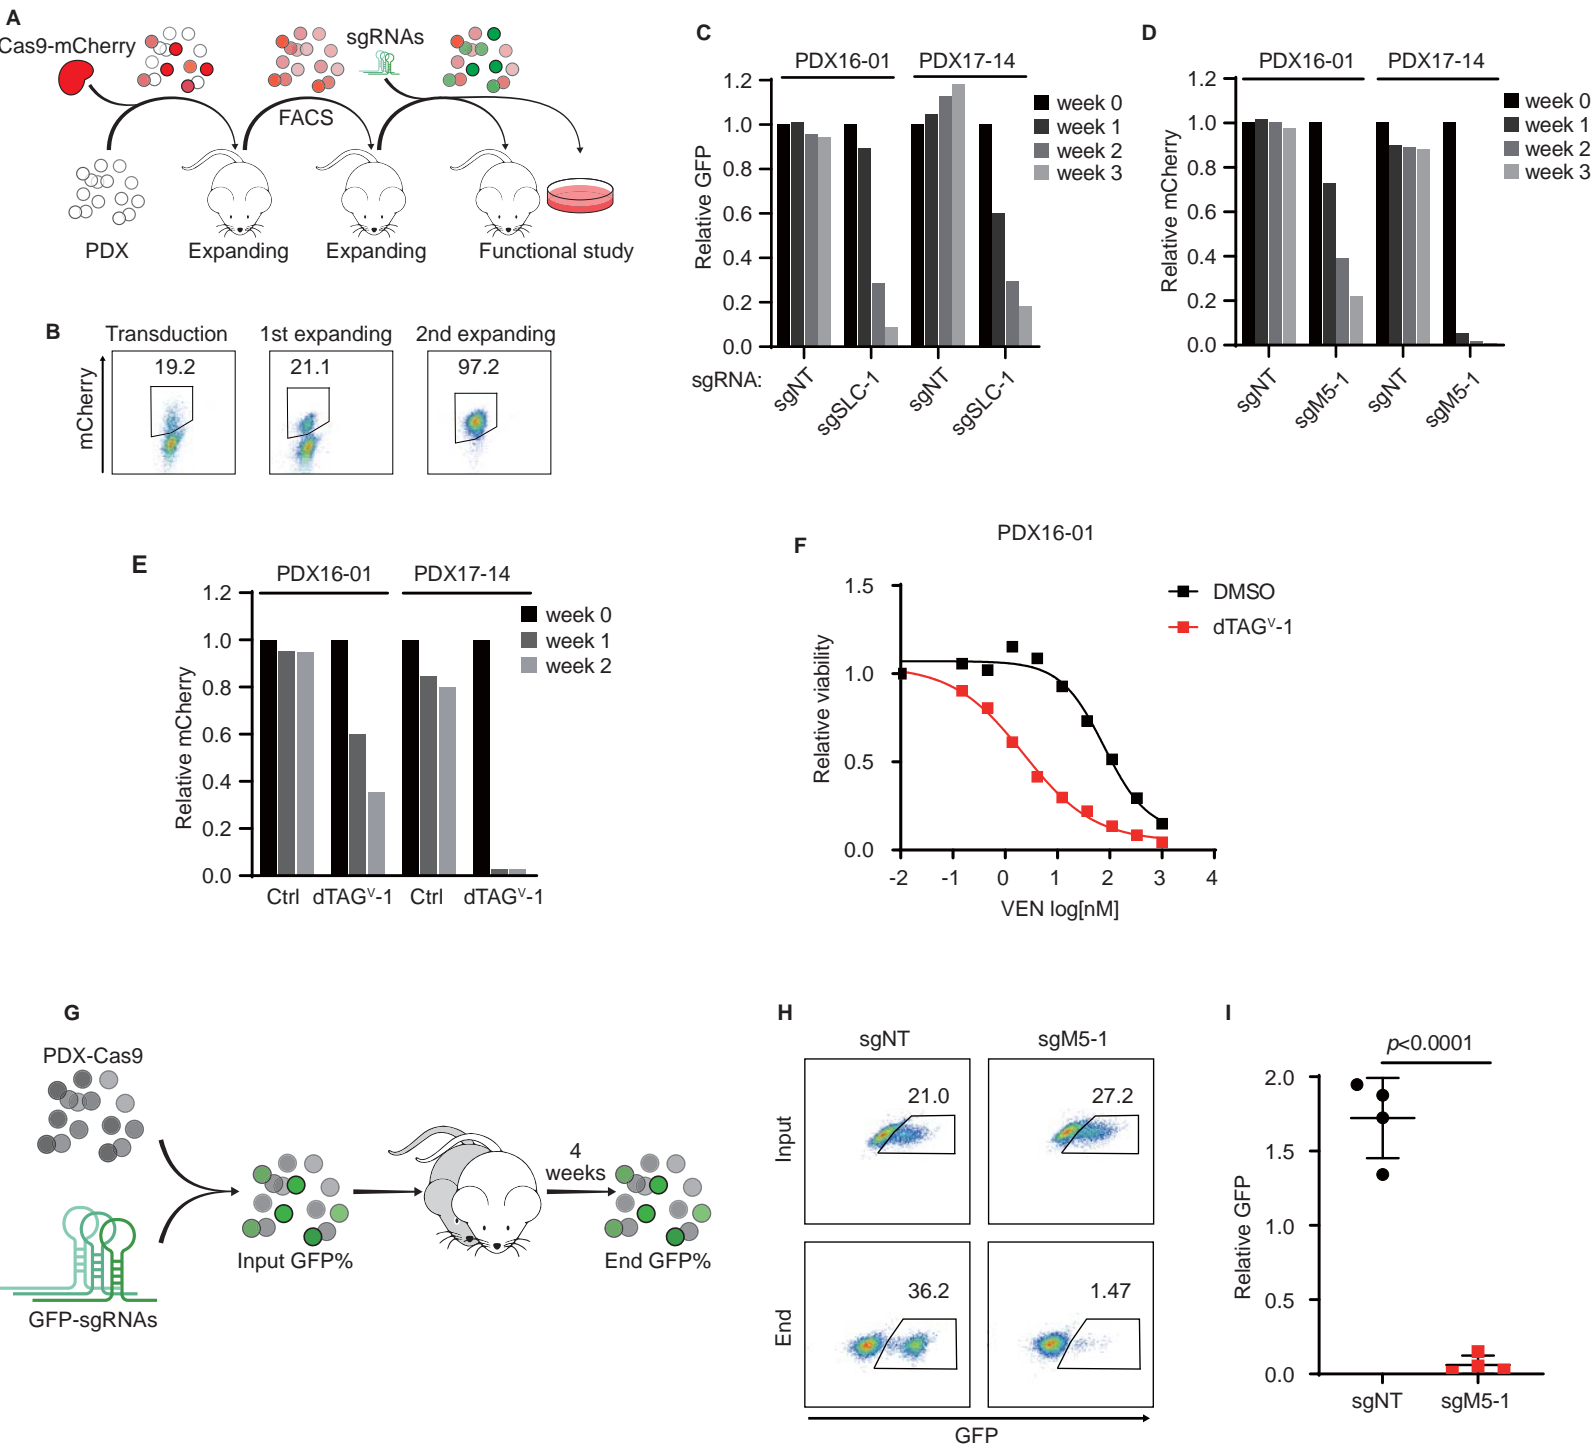 A
Cas9-mCherry
sgRNAs
FACS
PDX
Expanding
Expanding
Functional study
B
Transduction
1st expanding
2nd expanding
mCherry
19.2
21.1
97.2
C
PDX16-01
PDX17-14
Relative GFP
1.2
1.0
0.8
0.6
0.4
0.2
0.0
week 0
week 1
week 2
week 3
sgRNA:
sgNT
sgSLC-1
sgNT
sgSLC-1
D
PDX16-01
PDX17-14
Relative mCherry
1.2
1.0
0.8
0.6
0.4
0.2
0.0
week 0
week 1
week 2
week 3
sgNT
sgM5-1
sgNT
sgM5-1
E
PDX16-01
PDX17-14
Relative mCherry
1.2
1.0
0.8
0.6
0.4
0.2
0.0
week 0
week 1
week 2
Ctrl
dTAGⱽ-1
Ctrl
dTAGⱽ-1
F
PDX16-01
Relative viability
1.5
1.0
0.5
0.0
DMSO
dTAGⱽ-1
-2 -1 0 1 2 3 4
VEN log[nM]
G
PDX-Cas9
GFP-sgRNAs
Input GFP%
4
weeks
End GFP%
H
sgNT
sgM5-1
Input
21.0
27.2
End
36.2
1.47
GFP
I
p<0.0001
Relative GFP
2.0
1.5
1.0
0.5
0.0
sgNT
sgM5-1